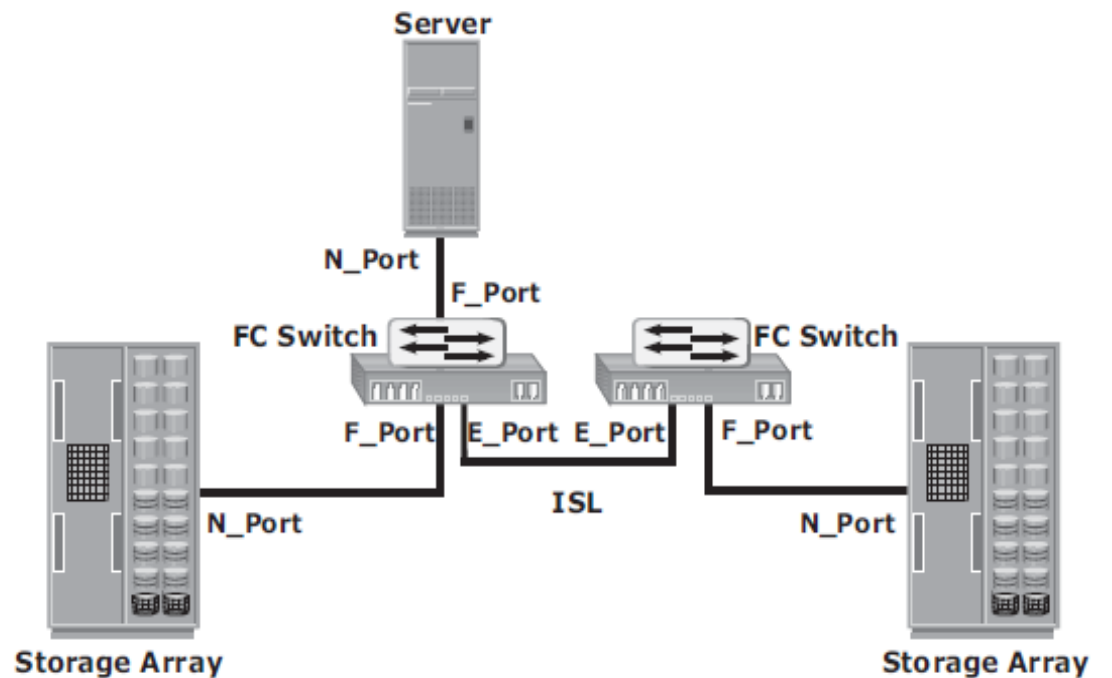 Server
N_Port
F_Port
FC Switch
FC Switch
F_Port
E_Port
E_Port
F_Port
ISL
N_Port
N_Port
Storage Array
Storage Array